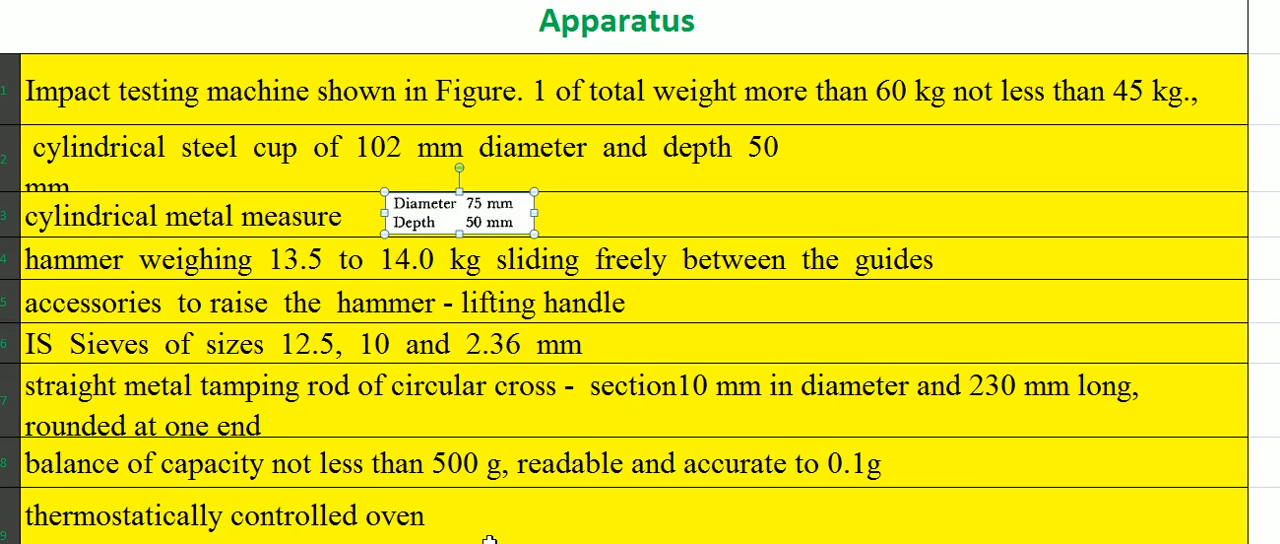 Apparatus
1 Impact testing machine shown in Figure. 1 of total weight more than 60 kg not less than 45 kg.,
2 cylindrical steel cup of 102 mm diameter and depth 50
mm
3 cylindrical metal measure
Diameter 75 mm
Depth 50 mm
4 hammer weighing 13.5 to 14.0 kg sliding freely between the guides
5 accessories to raise the hammer - lifting handle
6 IS Sieves of sizes 12.5, 10 and 2.36 mm
7 straight metal tamping rod of circular cross - section10 mm in diameter and 230 mm long,
rounded at one end
8 balance of capacity not less than 500 g, readable and accurate to 0.1g
9 thermostatically controlled oven